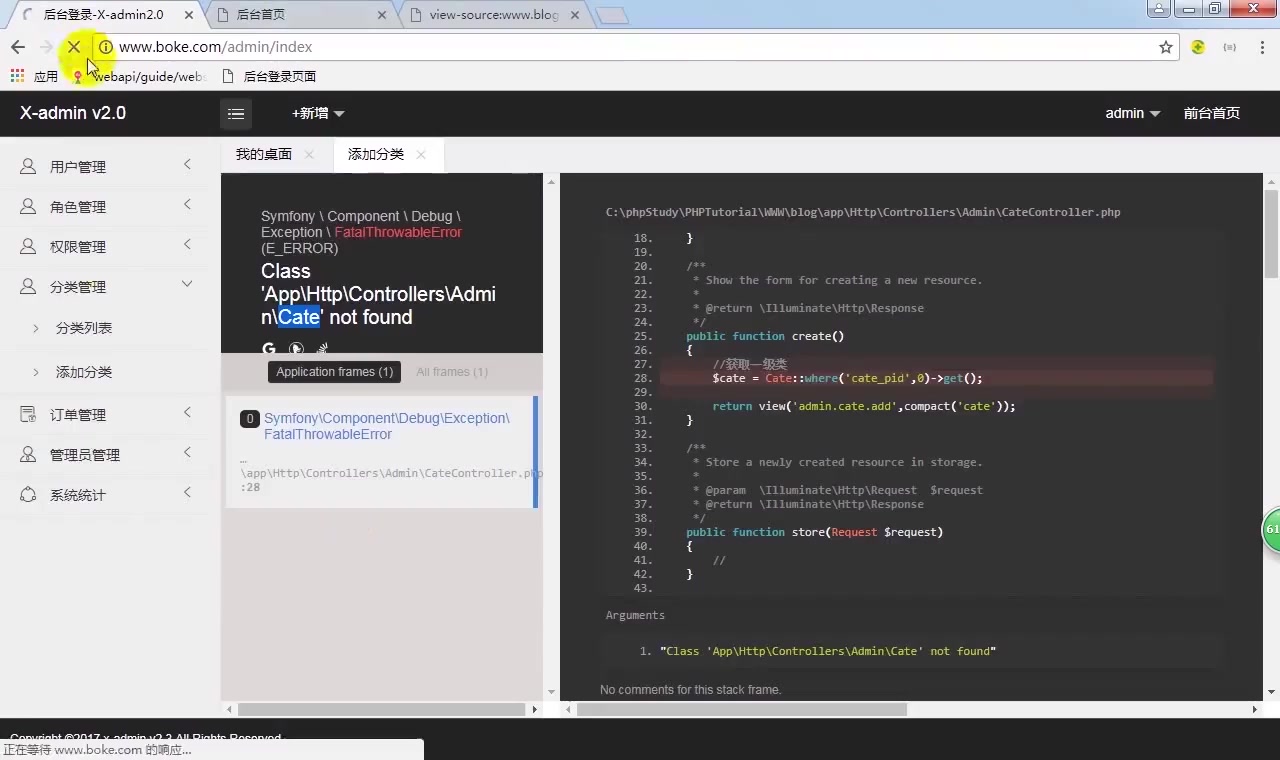 后台登录-X-admin2.0
后台首页
view-source:www.blog
www.boke.com/admin/index
应用
webapi/guide/webs
后台登录页面
X-admin v2.0
+新增
admin
前台首页
用户管理
角色管理
权限管理
分类管理
分类列表
添加分类
订单管理
管理员管理
系统统计
我的桌面
添加分类
Symfony \ Component \ Debug \
Exception \ FatalThrowableError
(E_ERROR)
Class
'App\Http\Controllers\Admi
n\Cate' not found
Application frames (1)
All frames (1)
0 Symfony\Component\Debug\Exception\
FatalThrowableError
…
\app\Http\Controllers\Admin\CateController.php
:28
C:\phpStudy\PHPTutorial\WWW\blog\app\Http\Controllers\Admin\CateController.php
18. }
19.
20. /**
21. * Show the form for creating a new resource.
22. *
23. * @return \Illuminate\Http\Response
24. */
25. public function create()
26. {
27. //获取一级类
28. $cate = Cate::where('cate_pid',0)->get();
29.
30. return view('admin.cate.add',compact('cate'));
31. }
32.
33. /**
34. * Store a newly created resource in storage.
35. *
36. * @param \Illuminate\Http\Request $request
37. * @return \Illuminate\Http\Response
38. */
39. public function store(Request $request)
40. {
41. //
42. }
43.
Arguments
1. "Class 'App\Http\Controllers\Admin\Cate' not found"
No comments for this stack frame.
61
Copyright ©2017 x-admin v2.3 All Rights Reserved
正在等待 www.boke.com 的响应...